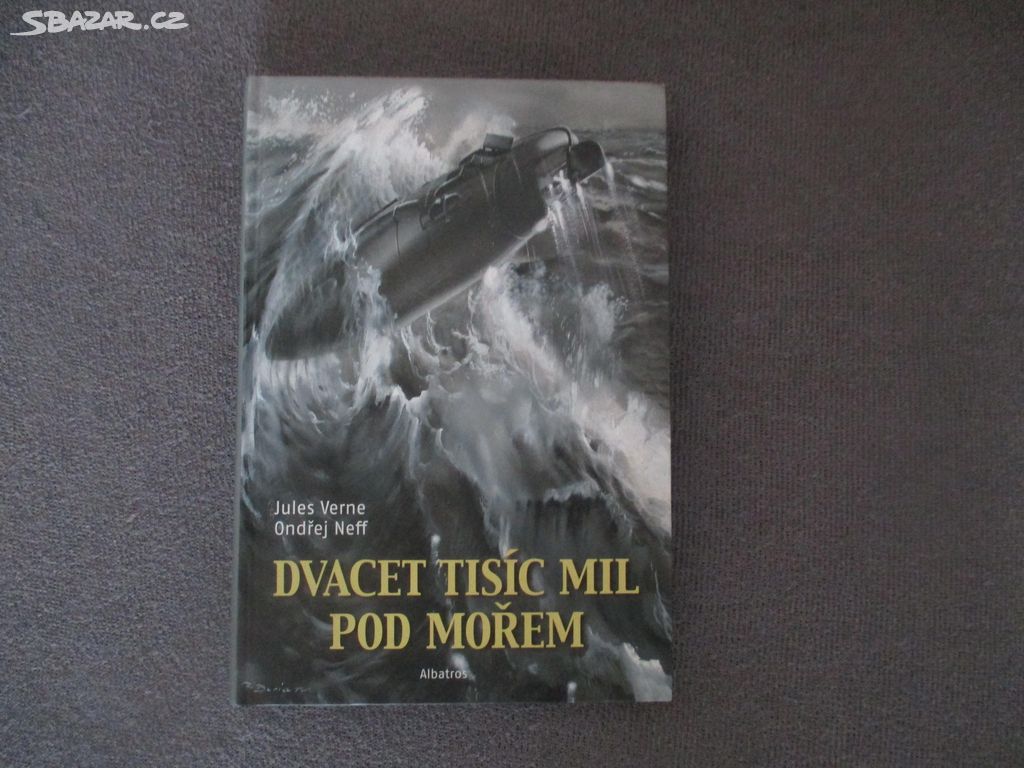 SBAZAR.CZ
Jules Verne
Ondřej Neff
DVACET TISÍC MIL
POD MOŘEM
Albatros